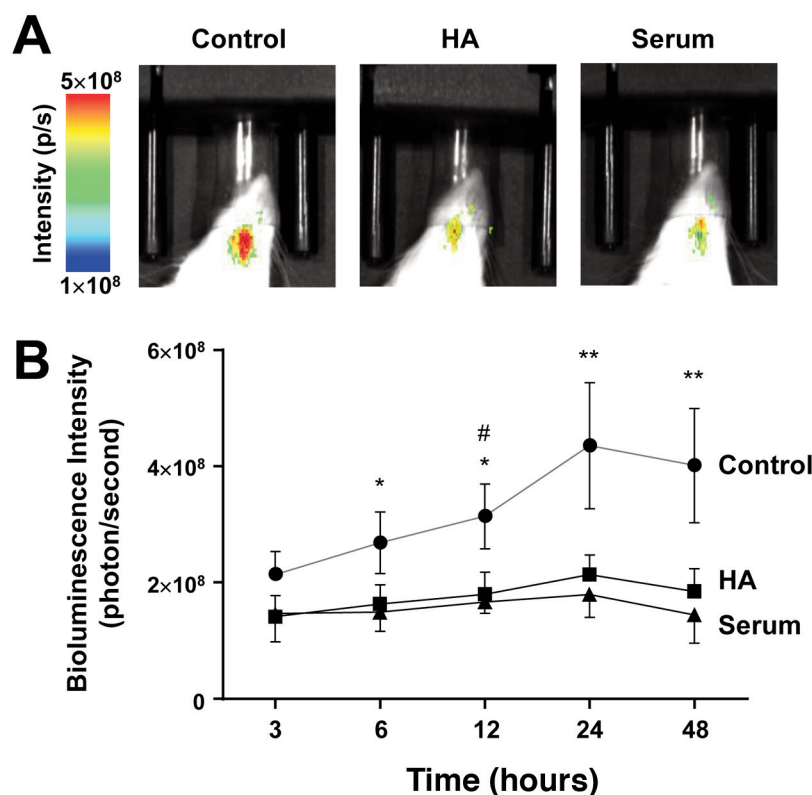 A
Control
HA
Serum
5×10⁸
Intensity (p/s)
1×10⁸
B
Bioluminescence Intensity
(photon/second)
6×10⁸
4×10⁸
2×10⁸
0
*
#
*
**
**
Control
HA
Serum
3 6 12 24 48
Time (hours)